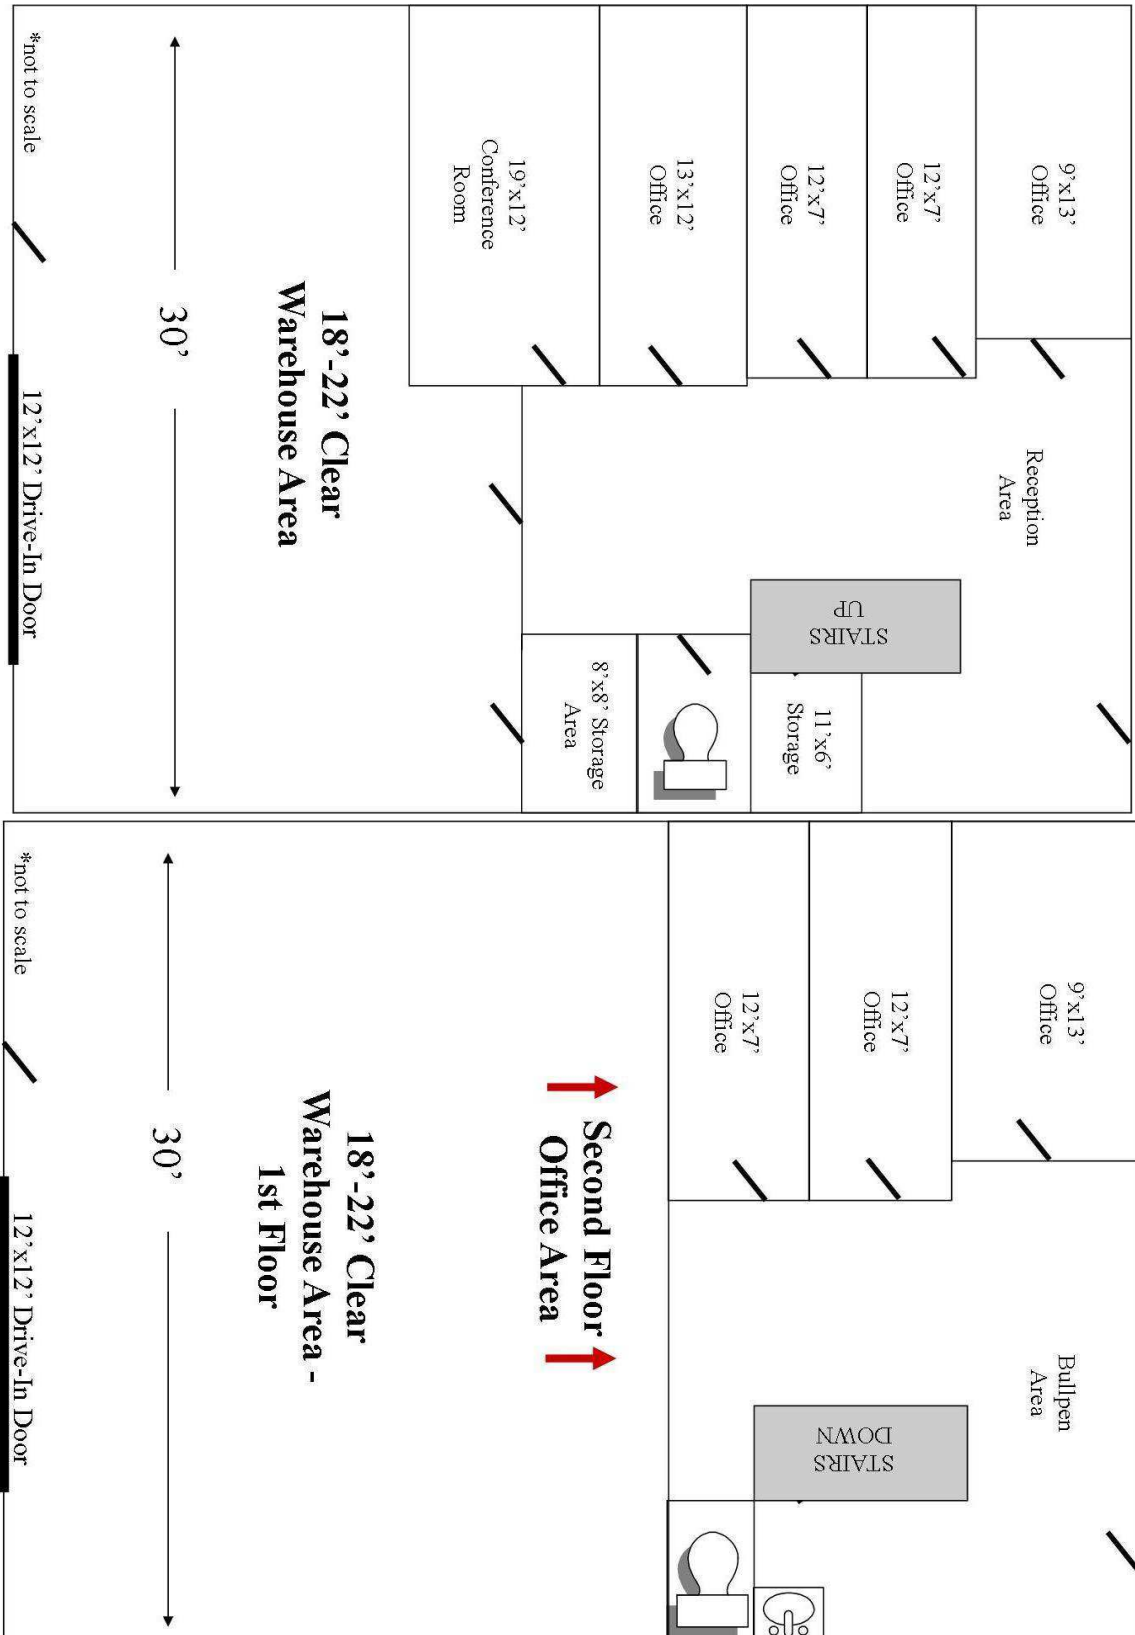 9’x13’
Office
12’x7’
Office
12’x7’
Office
13’x12’
Office
19’x12’
Conference
Room
Reception
Area
STAIRS
UP
11’x6’
Storage
8’x8’ Storage
Area
18’-22’ Clear
Warehouse Area
30’
*not to scale
12’x12’ Drive-In Door
9’x13’
Office
12’x7’
Office
12’x7’
Office
Bullpen
Area
STAIRS
DOWN
Second Floor
Office Area
18’-22’ Clear
Warehouse Area -
1st Floor
30’
*not to scale
12’x12’ Drive-In Door